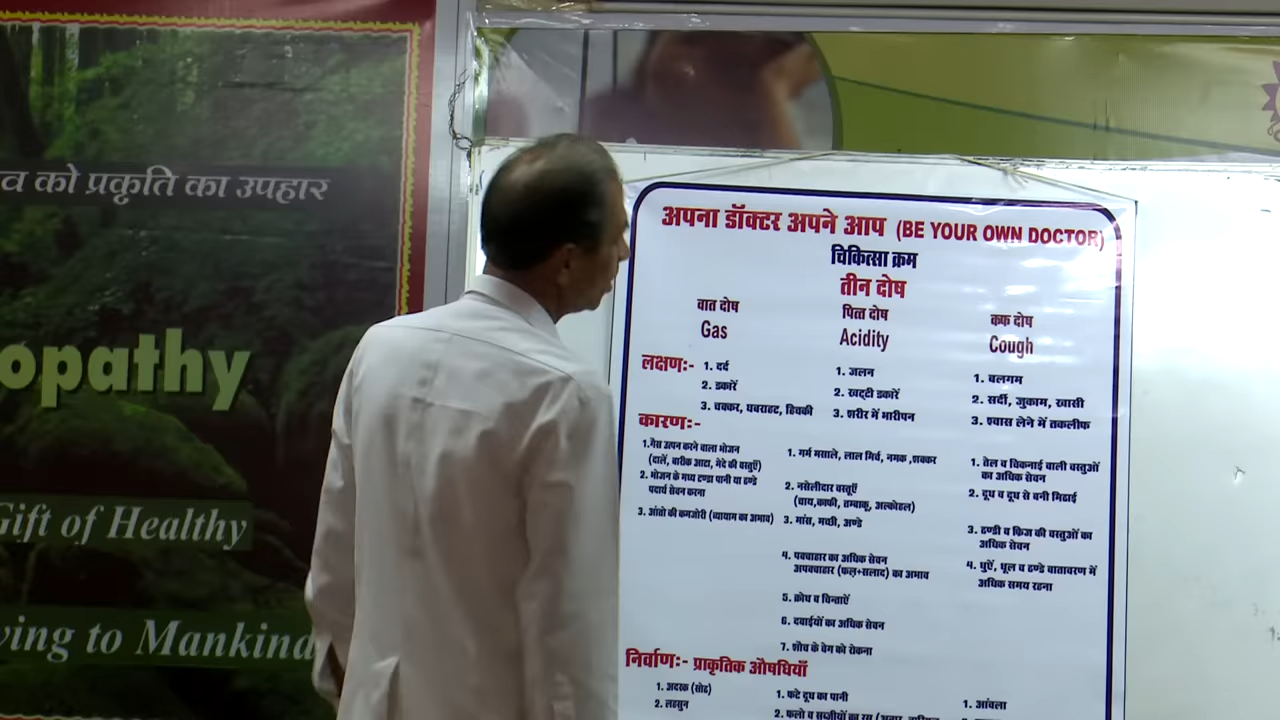 व को प्रकृति का उपहार
opathy
Gift of Healthy
ving to Mankind
अपना डॉक्टर अपने आप (BE YOUR OWN DOCTOR)
चिकित्सा क्रम
तीन दोष
वात दोष पित्त दोष कफ दोष
Gas Acidity Cough
लक्षणः- 1. दर्द 1. जलन 1. बलगम
2. डकारें 2. खट्टी डकारें 2. सर्दी, जुकाम, खासी
3. चक्कर, घबराहट, हिचकी 3. शरीर में भारीपन 3. श्वास लेने में तकलीफ
कारणः-
1. गैस उत्पन करने वाला भोजन
(दालें, बारीक आटा, मेदे की वस्तुऐं)
2. भोजन के मध्य ठण्डा पानी या ठण्डे
पदार्थ सेवन करना
3. आंतो की कमजोरी (व्यायाम का अभाव)
1. गर्म मसाले, लाल मिर्च, नमक ,शक्कर
2. नसेलीदार वस्तूऐं
(चाय,काफी, तम्बाकू, अल्कोहल)
3. मांस, मच्छी, अण्डे
4. पक्वाहार का अधिक सेवन
अपक्वाहार (फल+सलाद) का अभाव
5. क्रोध व चिन्ताऐं
6. दवाईयों का अधिक सेवन
7. शौच के वेग को रोकना
1. तेल व चिकनाई वाली वस्तुओं
का अधिक सेवन
2. दूध व दूध से बनी मिठाई
3. ठण्डी व फ्रिज की वस्तुओं का
अधिक सेवन
4. धुऐं, धूल व ठण्डे वातावरण में
अधिक समय रहना
निर्वाणः- प्राकृतिक औषधियाँ
1. अदरक (सोंठ) 1. फटे दूध का पानी 1. आंवला
2. लहसुन 2. फलो व सब्जीयों का रस